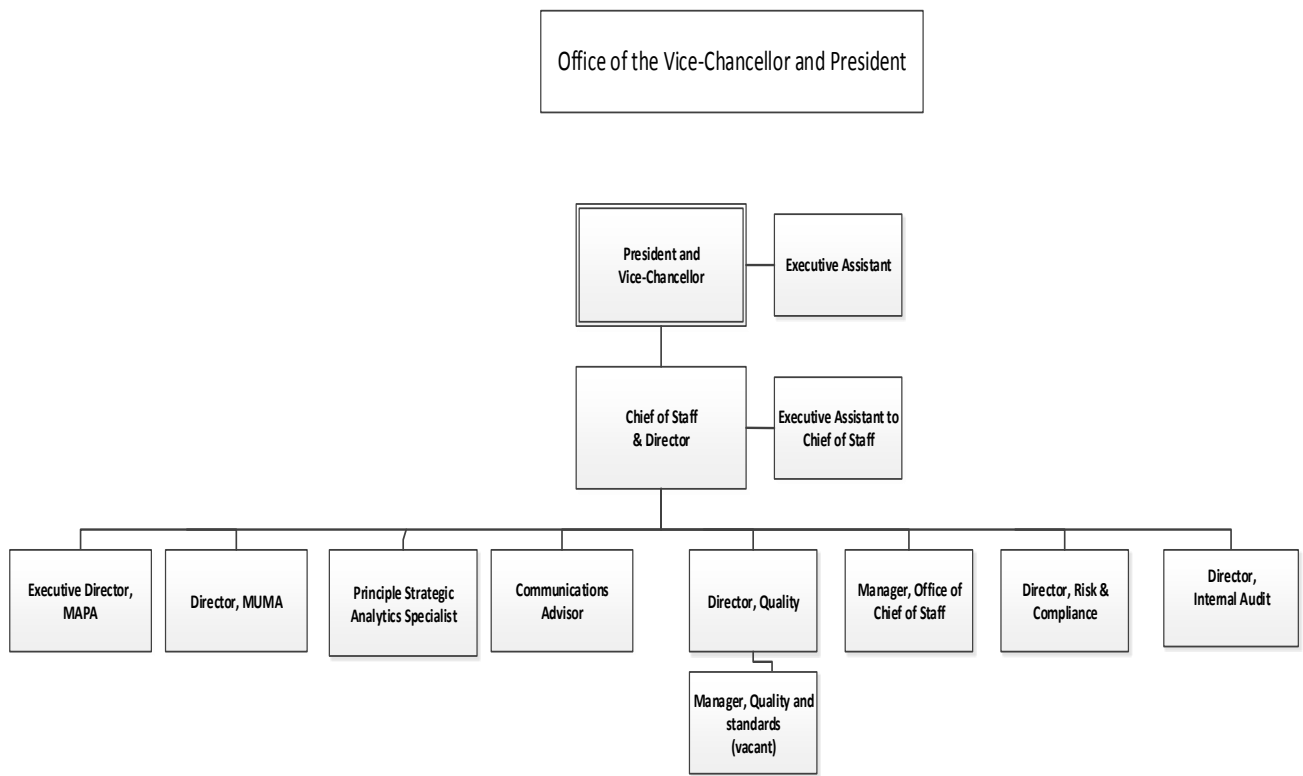 Office of the Vice-Chancellor and President
President and
Vice-Chancellor
Executive Assistant
Chief of Staff
& Director
Executive Assistant to
Chief of Staff
Executive Director,
MAPA
Director, MUMA
Principle Strategic
Analytics Specialist
Communications
Advisor
Director, Quality
Manager, Office of
Chief of Staff
Director, Risk &
Compliance
Director,
Internal Audit
Manager, Quality and
standards
(vacant)